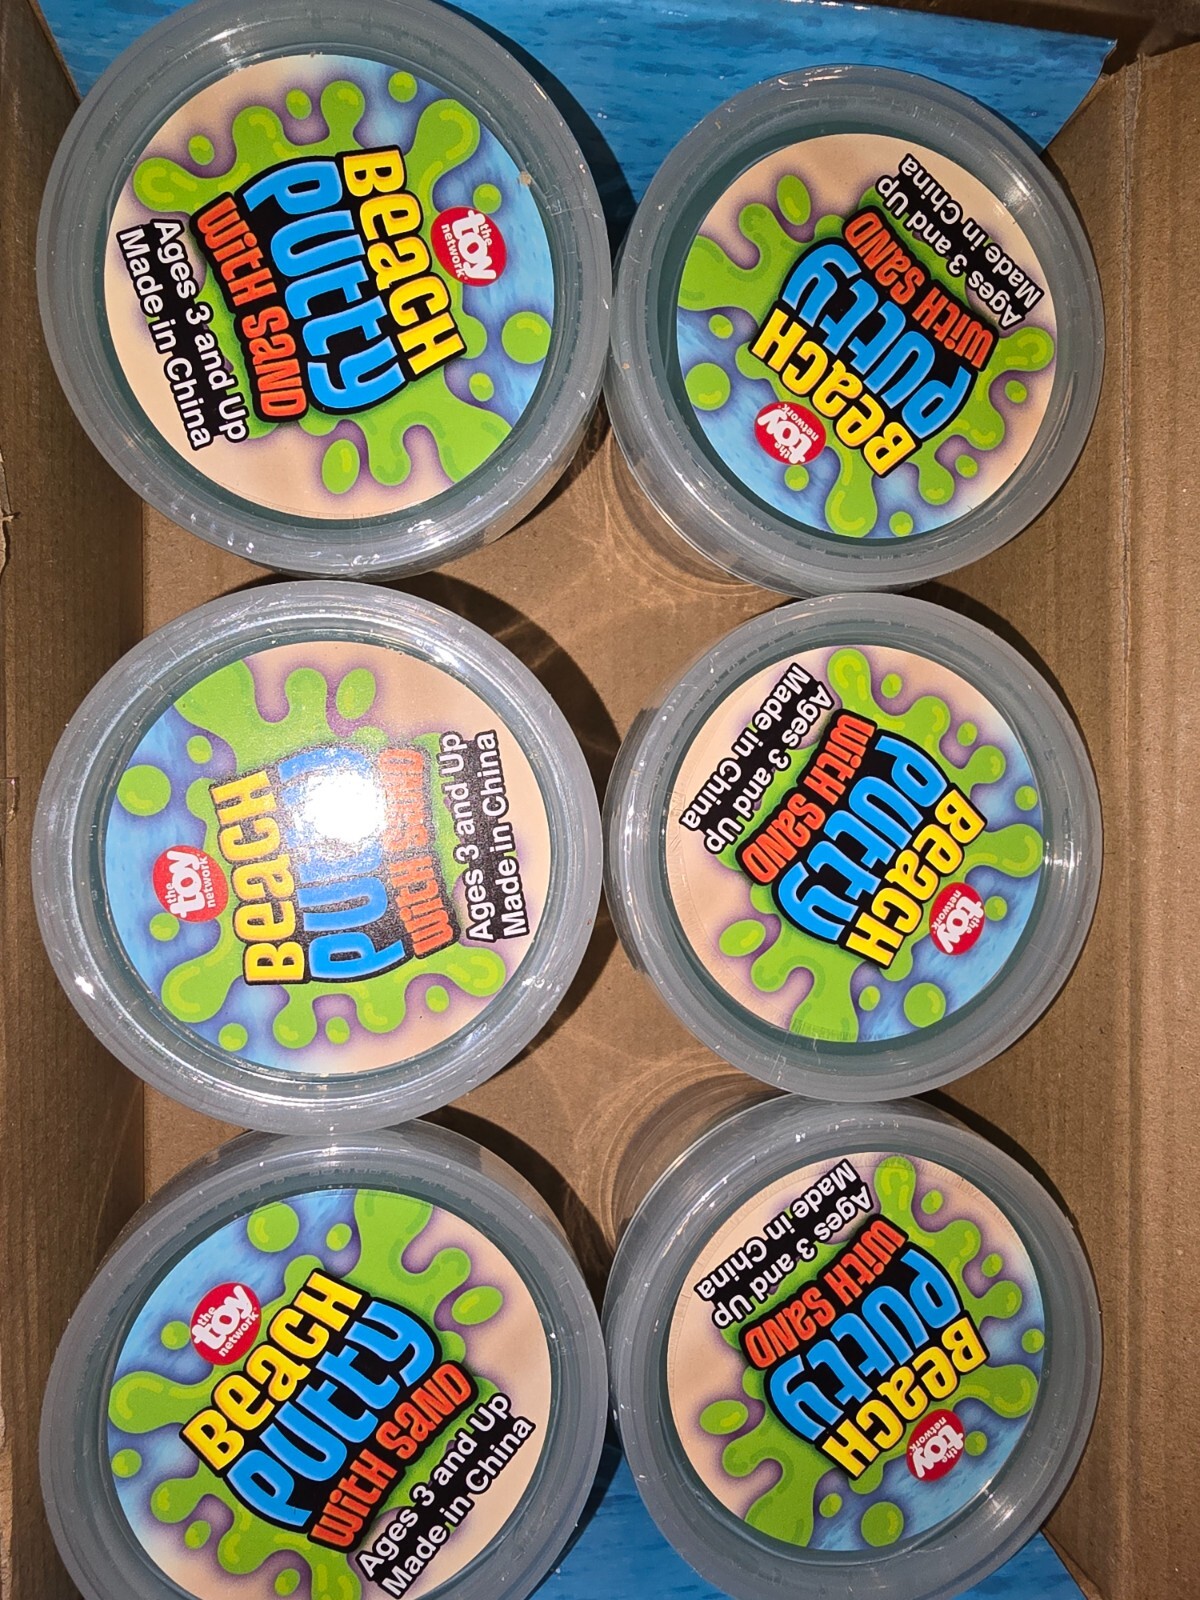 the
toy
network
Beach
Putty
with Sand
Ages 3 and Up
Made in China
the
toy
network
Beach
Putty
with Sand
Ages 3 and Up
Made in China
the
toy
network
Beach
Putty
with Sand
Ages 3 and Up
Made in China
the
toy
network
Beach
Putty
with Sand
Ages 3 and Up
Made in China
the
toy
network
Beach
Putty
with Sand
Ages 3 and Up
Made in China
the
toy
network
Beach
Putty
with Sand
Ages 3 and Up
Made in China